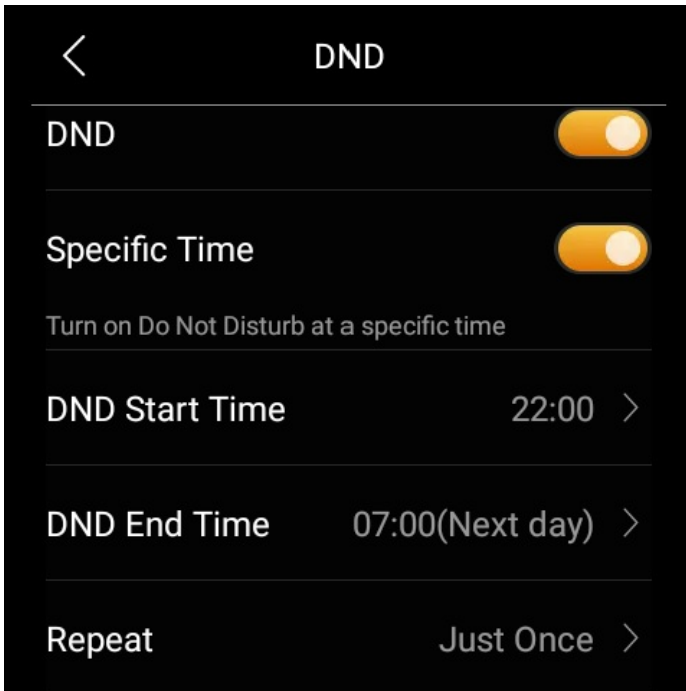 DND
DND
Specific Time
Turn on Do Not Disturb at a specific time
DND Start Time 22:00
DND End Time 07:00(Next day)
Repeat Just Once